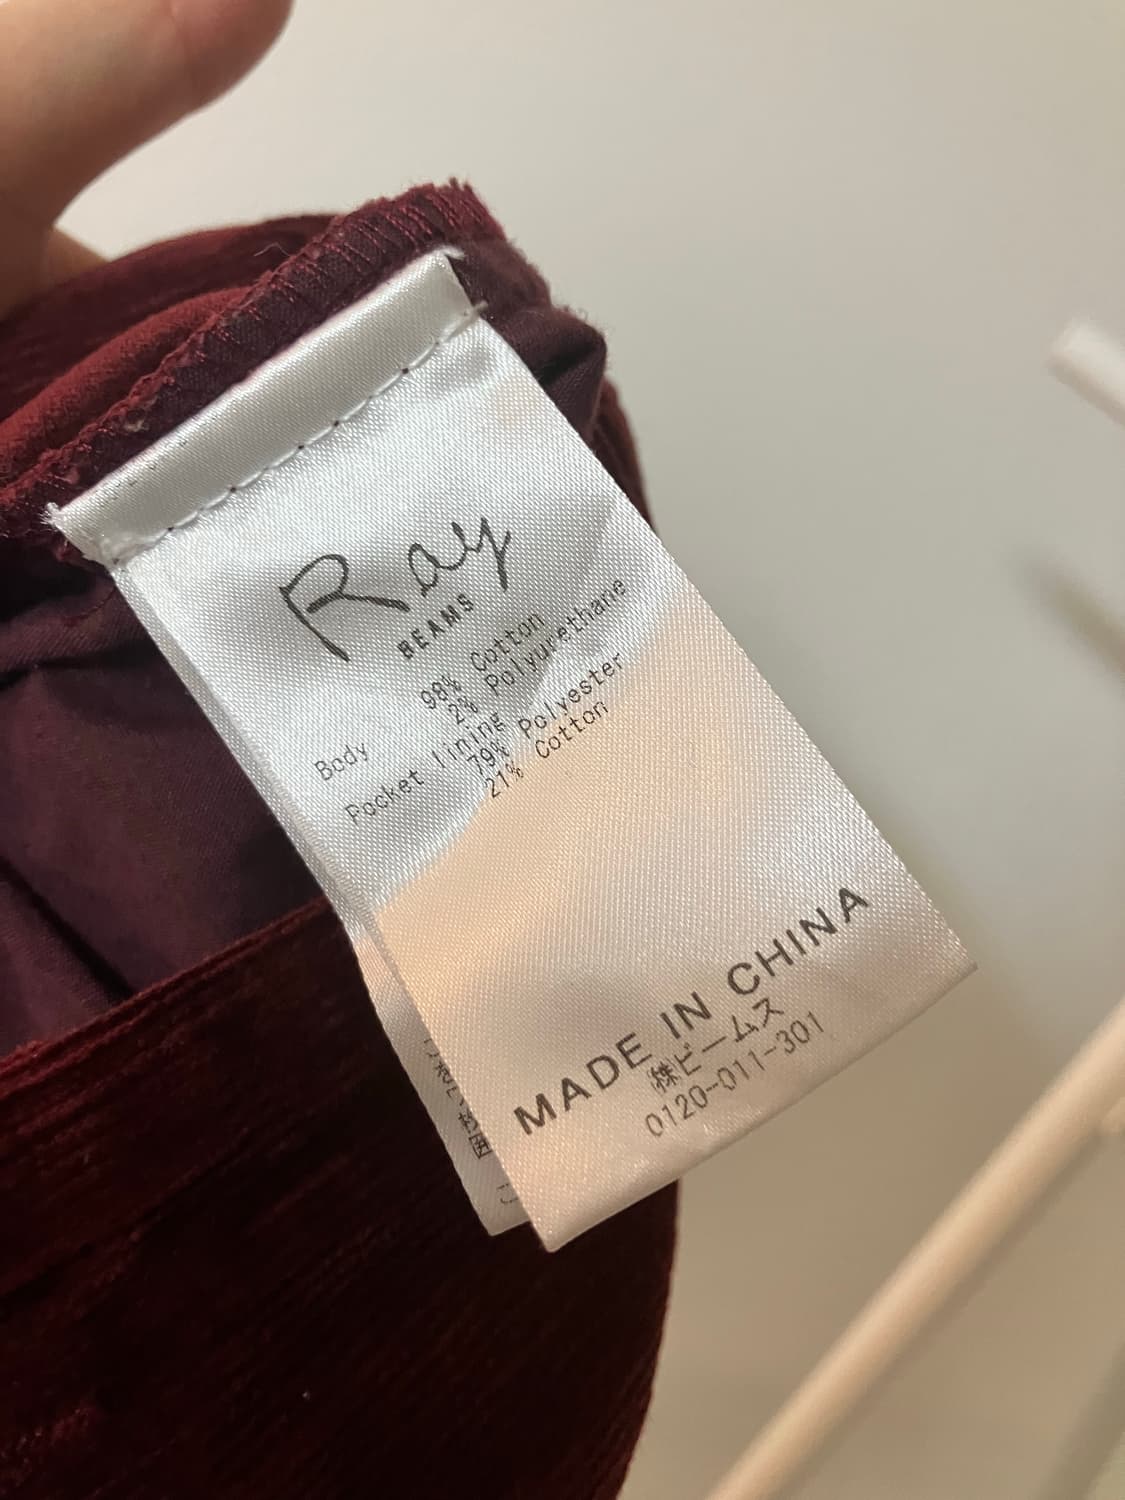 Ray
BEAMS
Body 98% Cotton
2% Polyurethane
Pocket lining
79% Polyester
21% Cotton
MADE IN CHINA
㈱ビームス
0120-011-301